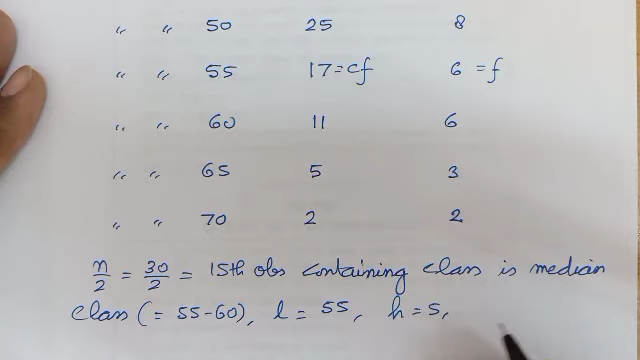 〃 〃 50 25 8
〃 〃 55 17=cf 6 =f
〃 〃 60 11 6
〃 〃 65 5 3
〃 〃 70 2 2
n/2 = 30/2 = 15th obs containing class is median
class (= 55-60), l = 55, h=5,